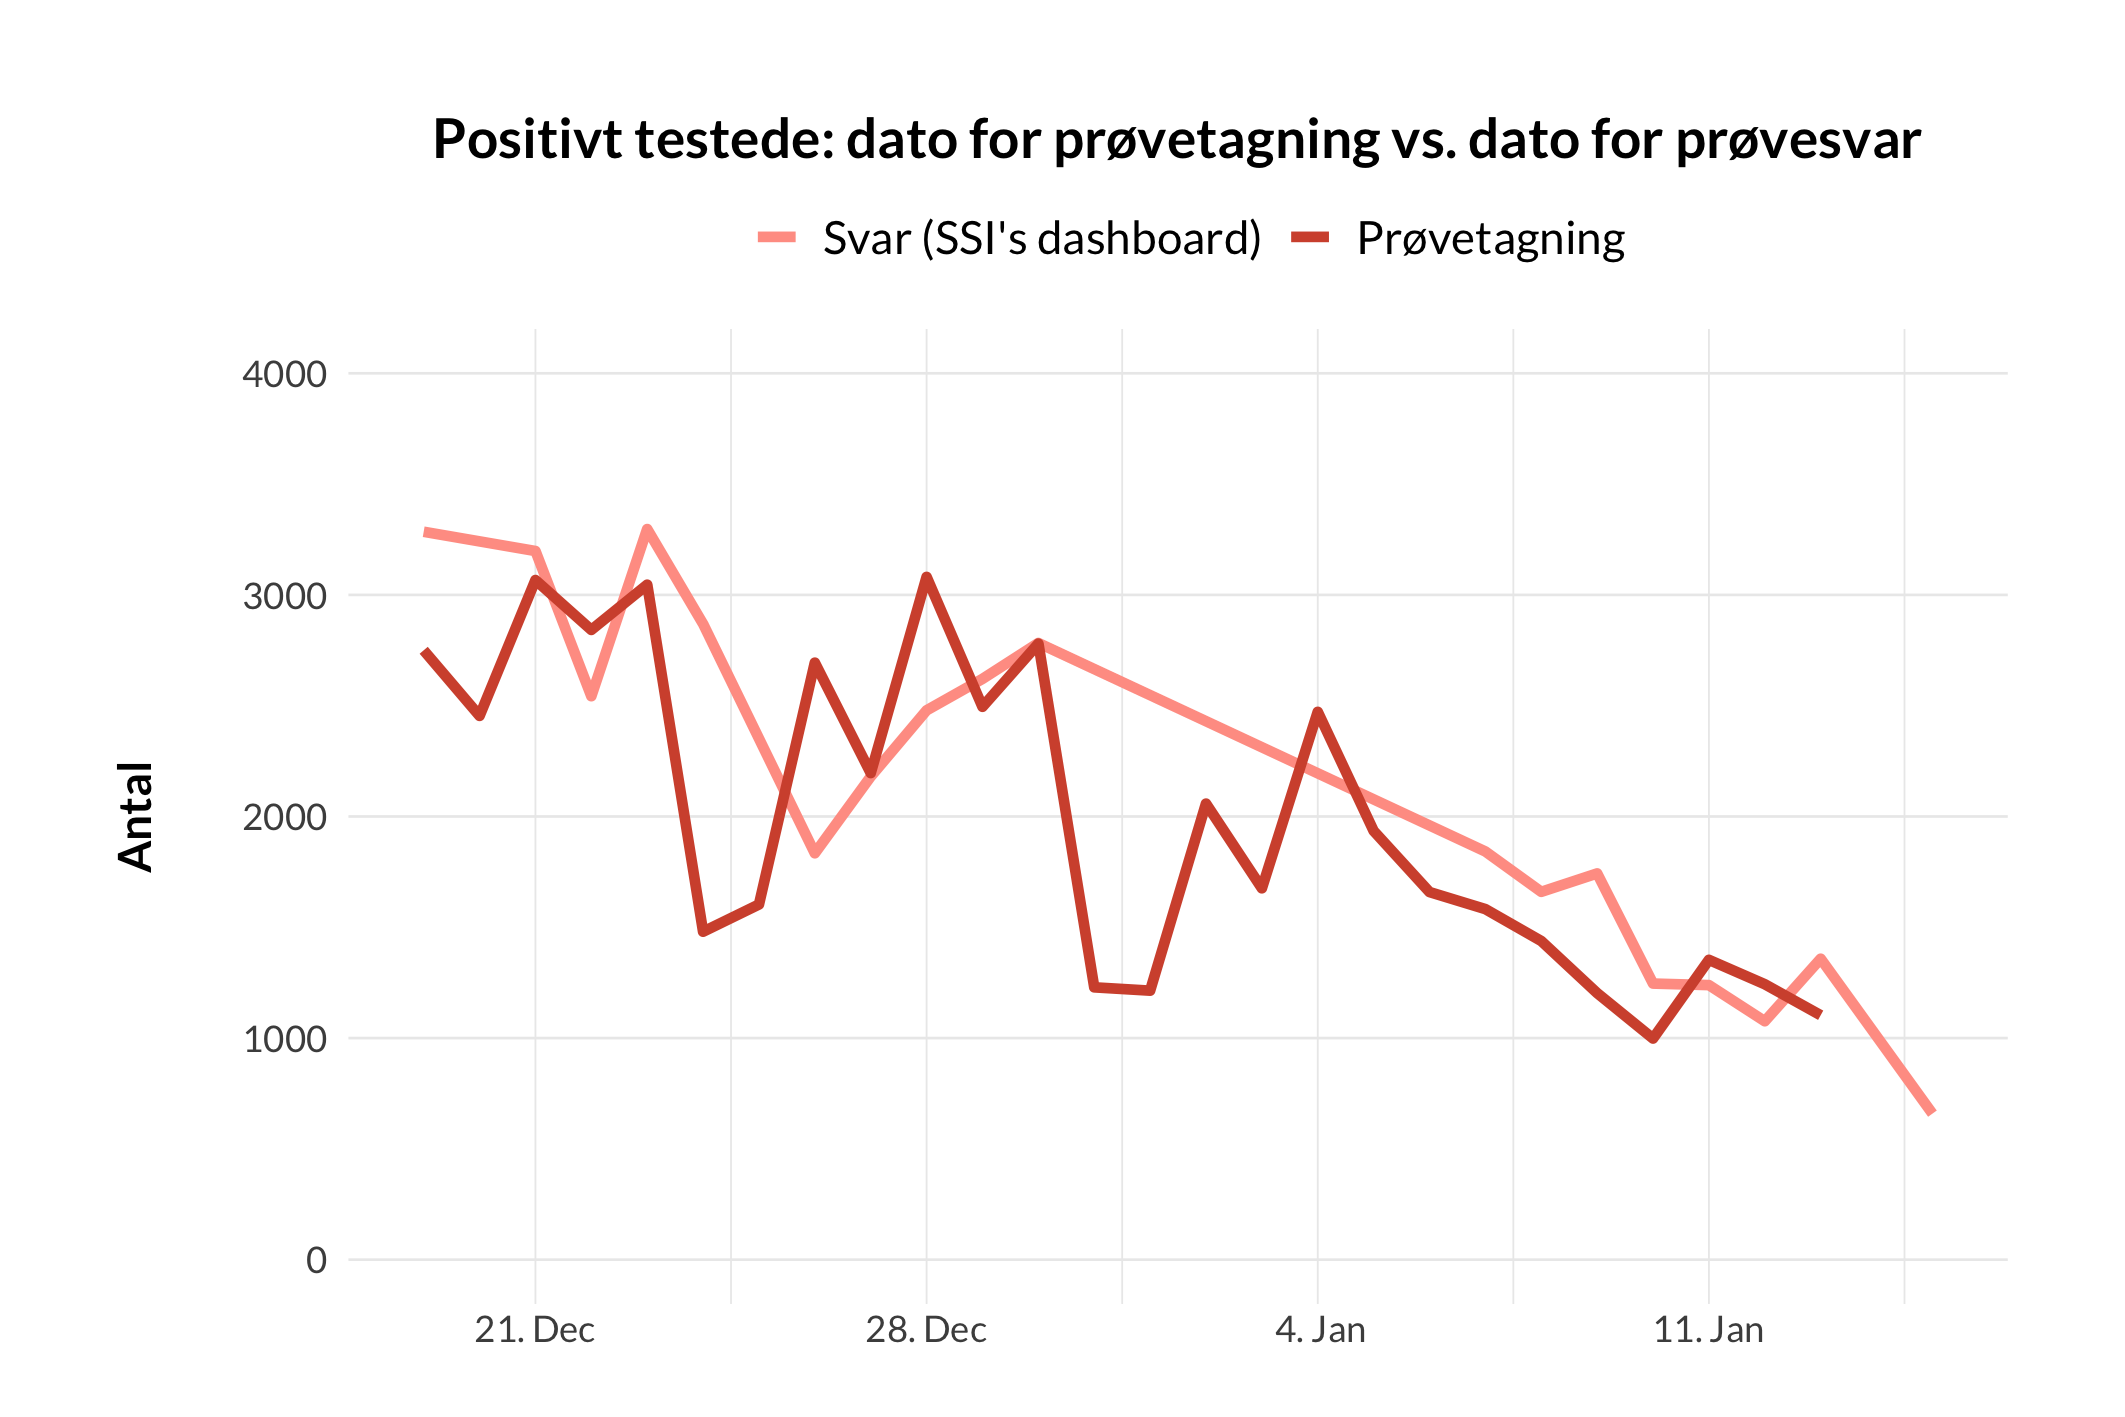 Positivt testede: dato for prøvetagning vs. dato for prøvesvar
Svar (SSI's dashboard) Prøvetagning
Antal
4000
3000
2000
1000
0
21. Dec 28. Dec 4. Jan 11. Jan